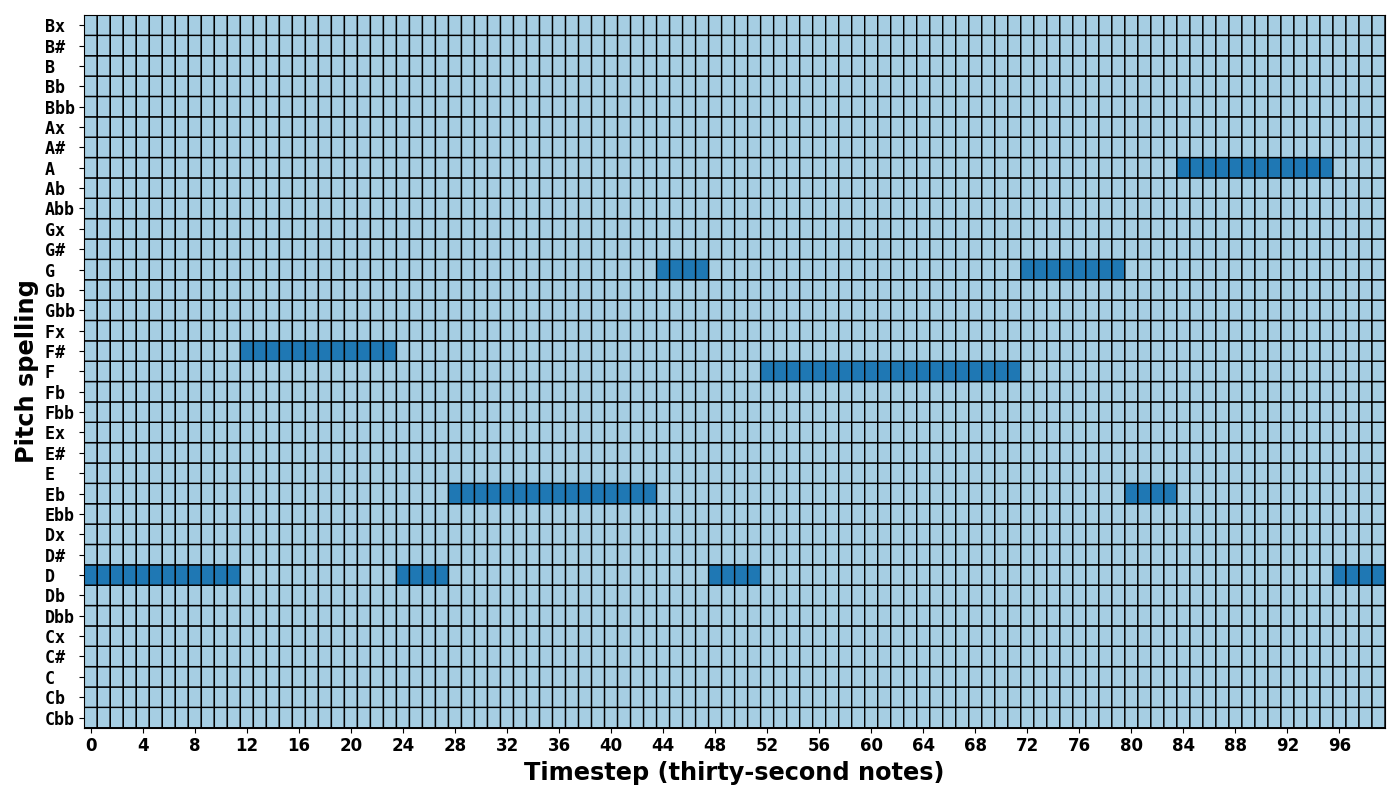 Bx
B#
B
Bb
Bbb
Ax
A#
A
Ab
Abb
Gx
G#
G
Gb
Gbb
Fx
F#
F
Fb
Fbb
Ex
E#
E
Eb
Ebb
Dx
D#
D
Db
Dbb
Cx
C#
C
Cb
Cbb
Pitch spelling
0 4 8 12 16 20 24 28 32 36 40 44 48 52 56 60 64 68 72 76 80 84 88 92 96
Timestep (thirty-second notes)